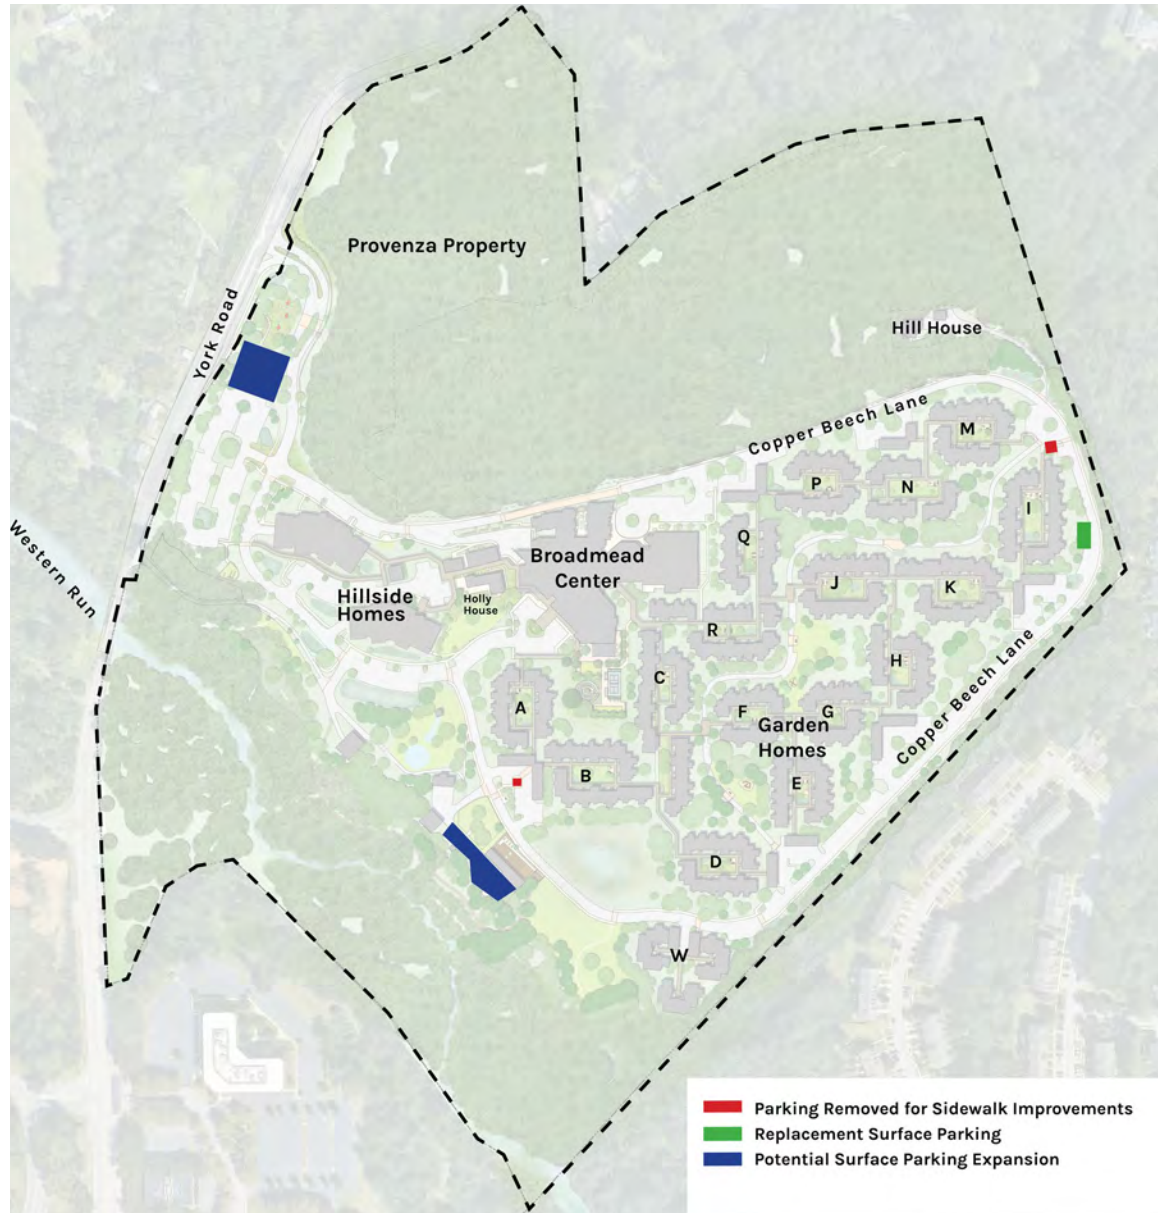 Provenza Property
York Road
Hill House
Copper Beech Lane
M
P
N
I
Q
Western Run
Broadmead
Center
Hillside
Homes
Holly
House
J
K
R
H
C
A
F
G
Garden
Homes
Copper Beech Lane
B
E
D
W
Parking Removed for Sidewalk Improvements
Replacement Surface Parking
Potential Surface Parking Expansion